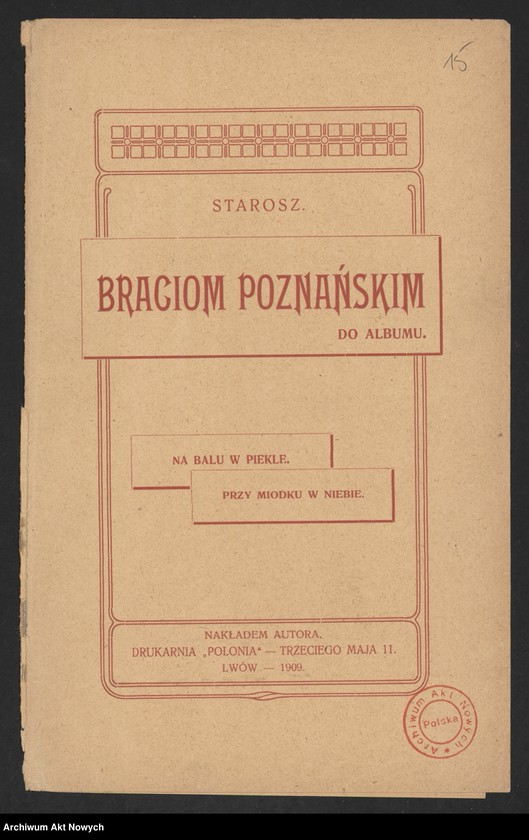 15
STAROSZ.
BRACIOM POZNAŃSKIM
DO ALBUMU.
NA BALU W PIEKLE.
PRZY MIODKU W NIEBIE.
NAKŁADEM AUTORA.
DRUKARNIA „POLONIA“ — TRZECIEGO MAJA 11.
LWÓW — 1909.
Archiwum Akt Nowych
Polska
Archiwum Akt Nowych